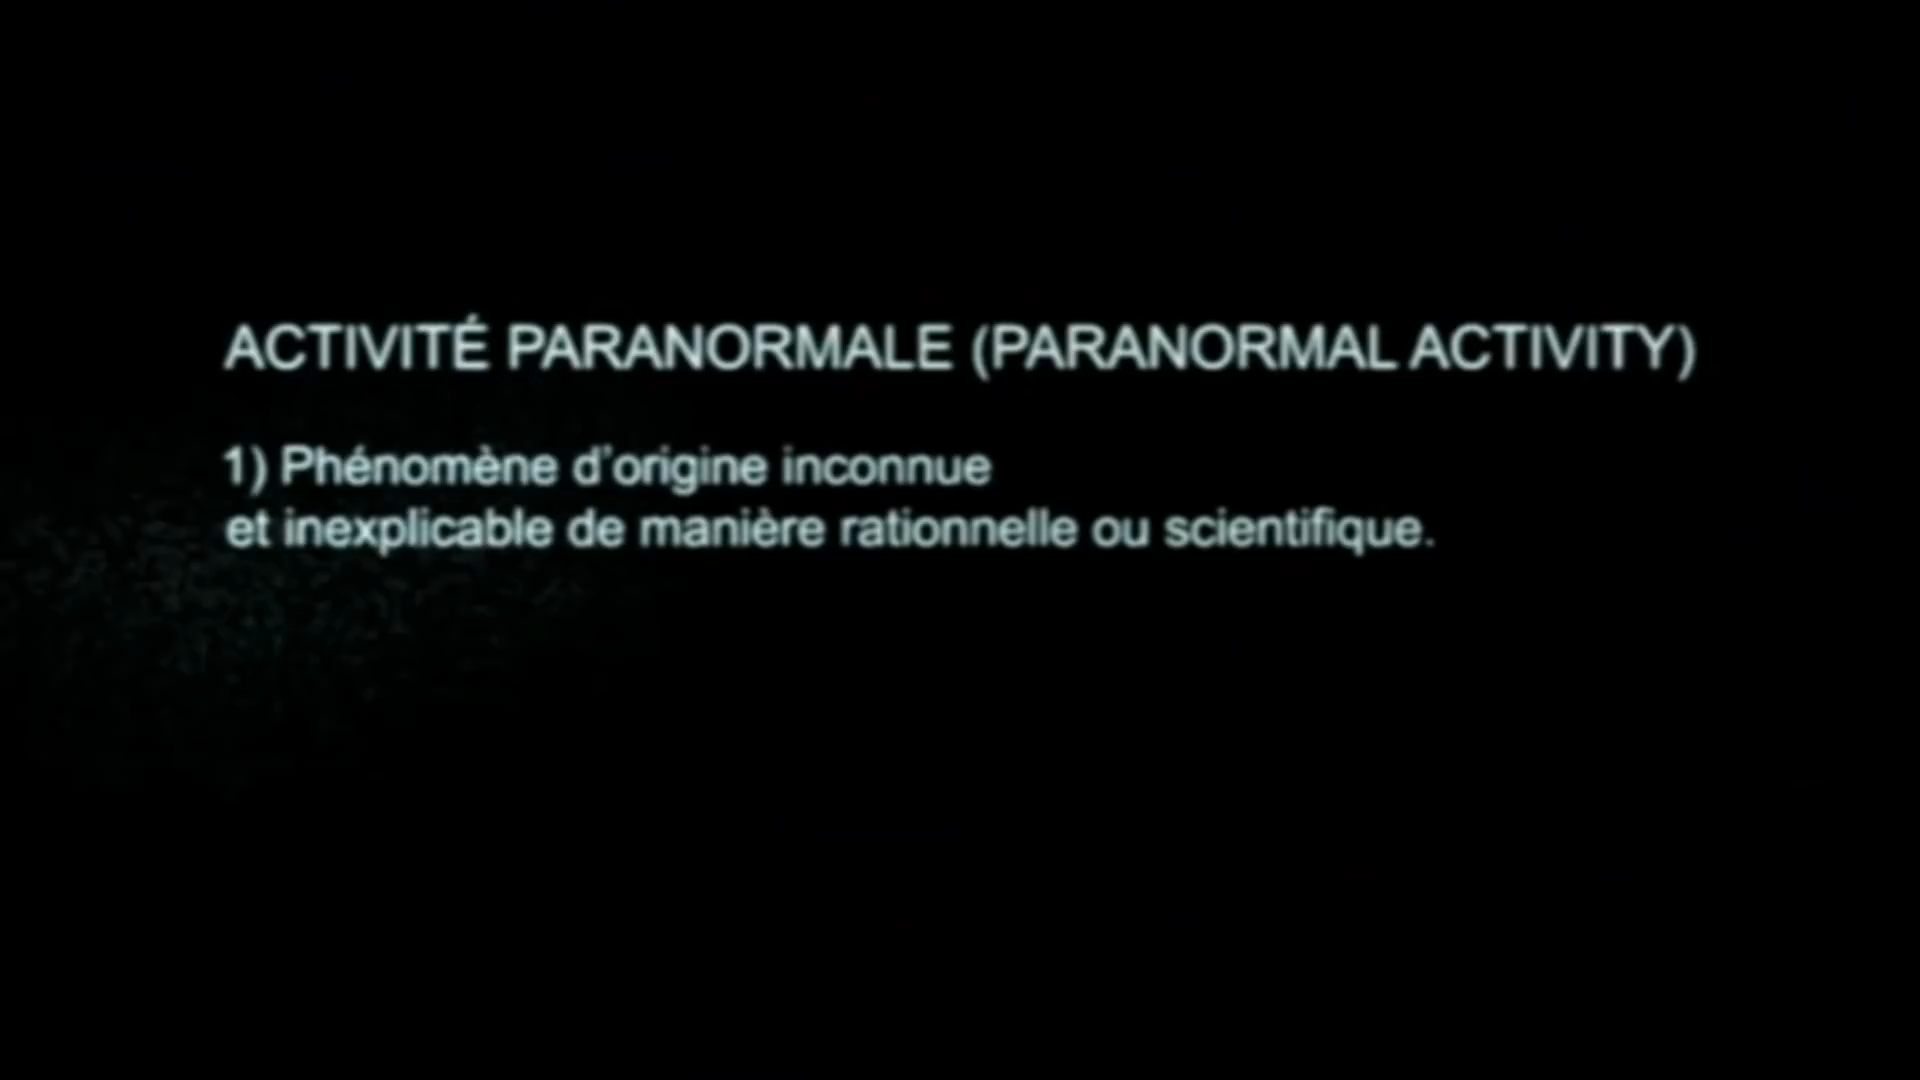 ACTIVITÉ PARANORMALE (PARANORMAL ACTIVITY)
1) Phénomène d’origine inconnue
et inexplicable de manière rationnelle ou scientifique.